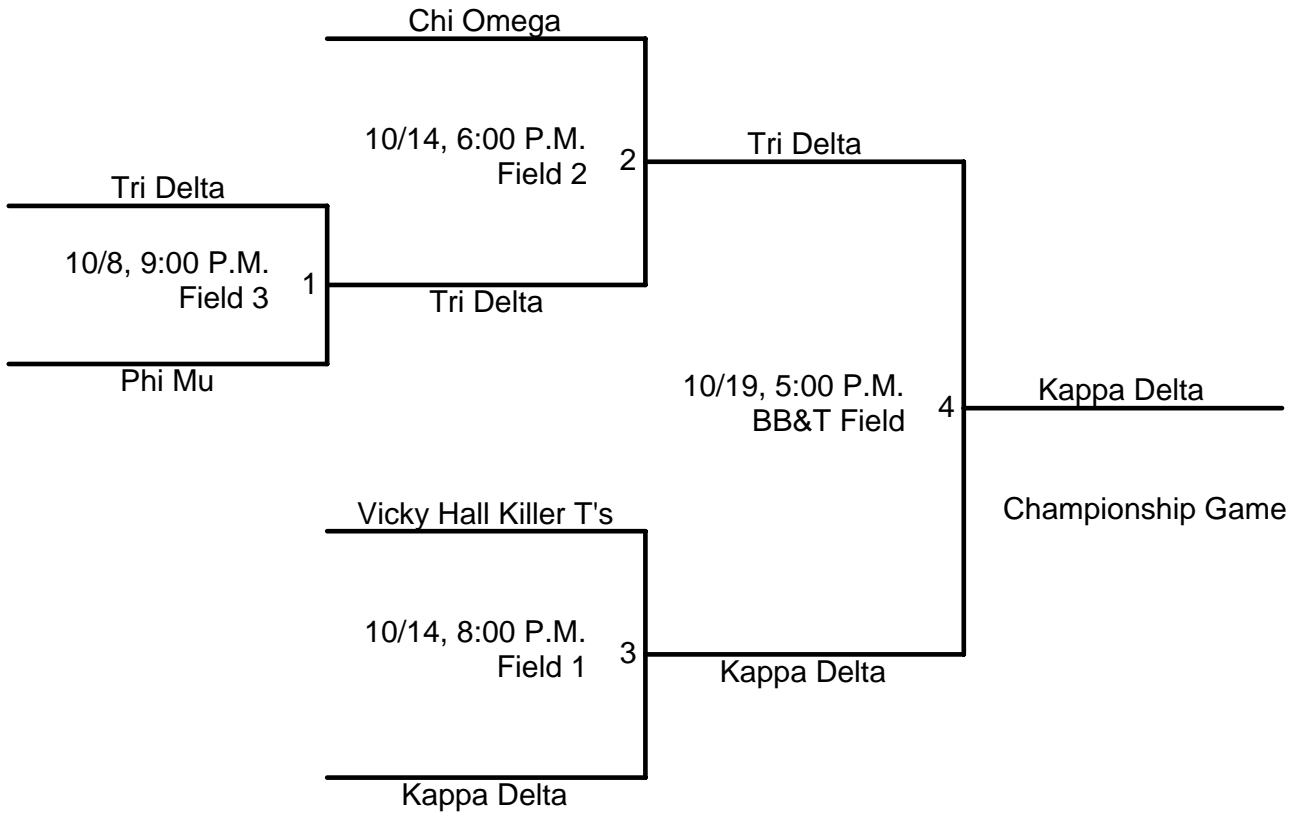 Chi Omega
10/14, 6:00 P.M.
Field 2
2
Tri Delta
Tri Delta
10/8, 9:00 P.M.
Field 3
1
Tri Delta
Phi Mu
10/19, 5:00 P.M.
BB&T Field
4
Kappa Delta
Championship Game
Vicky Hall Killer T's
10/14, 8:00 P.M.
Field 1
3
Kappa Delta
Kappa Delta